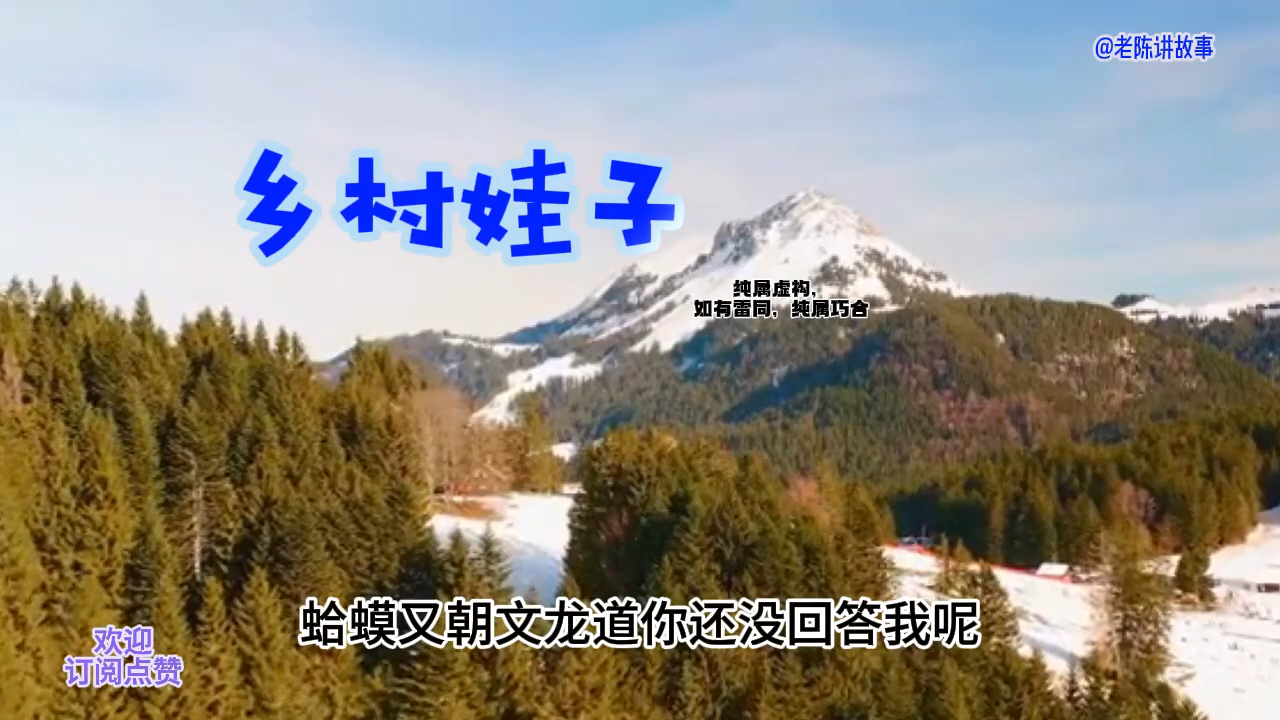 @老陈讲故事
乡村娃子
纯属虚构,
如有雷同，纯属巧合
蛤蟆又朝文龙道你还没回答我呢
欢迎
订阅点赞